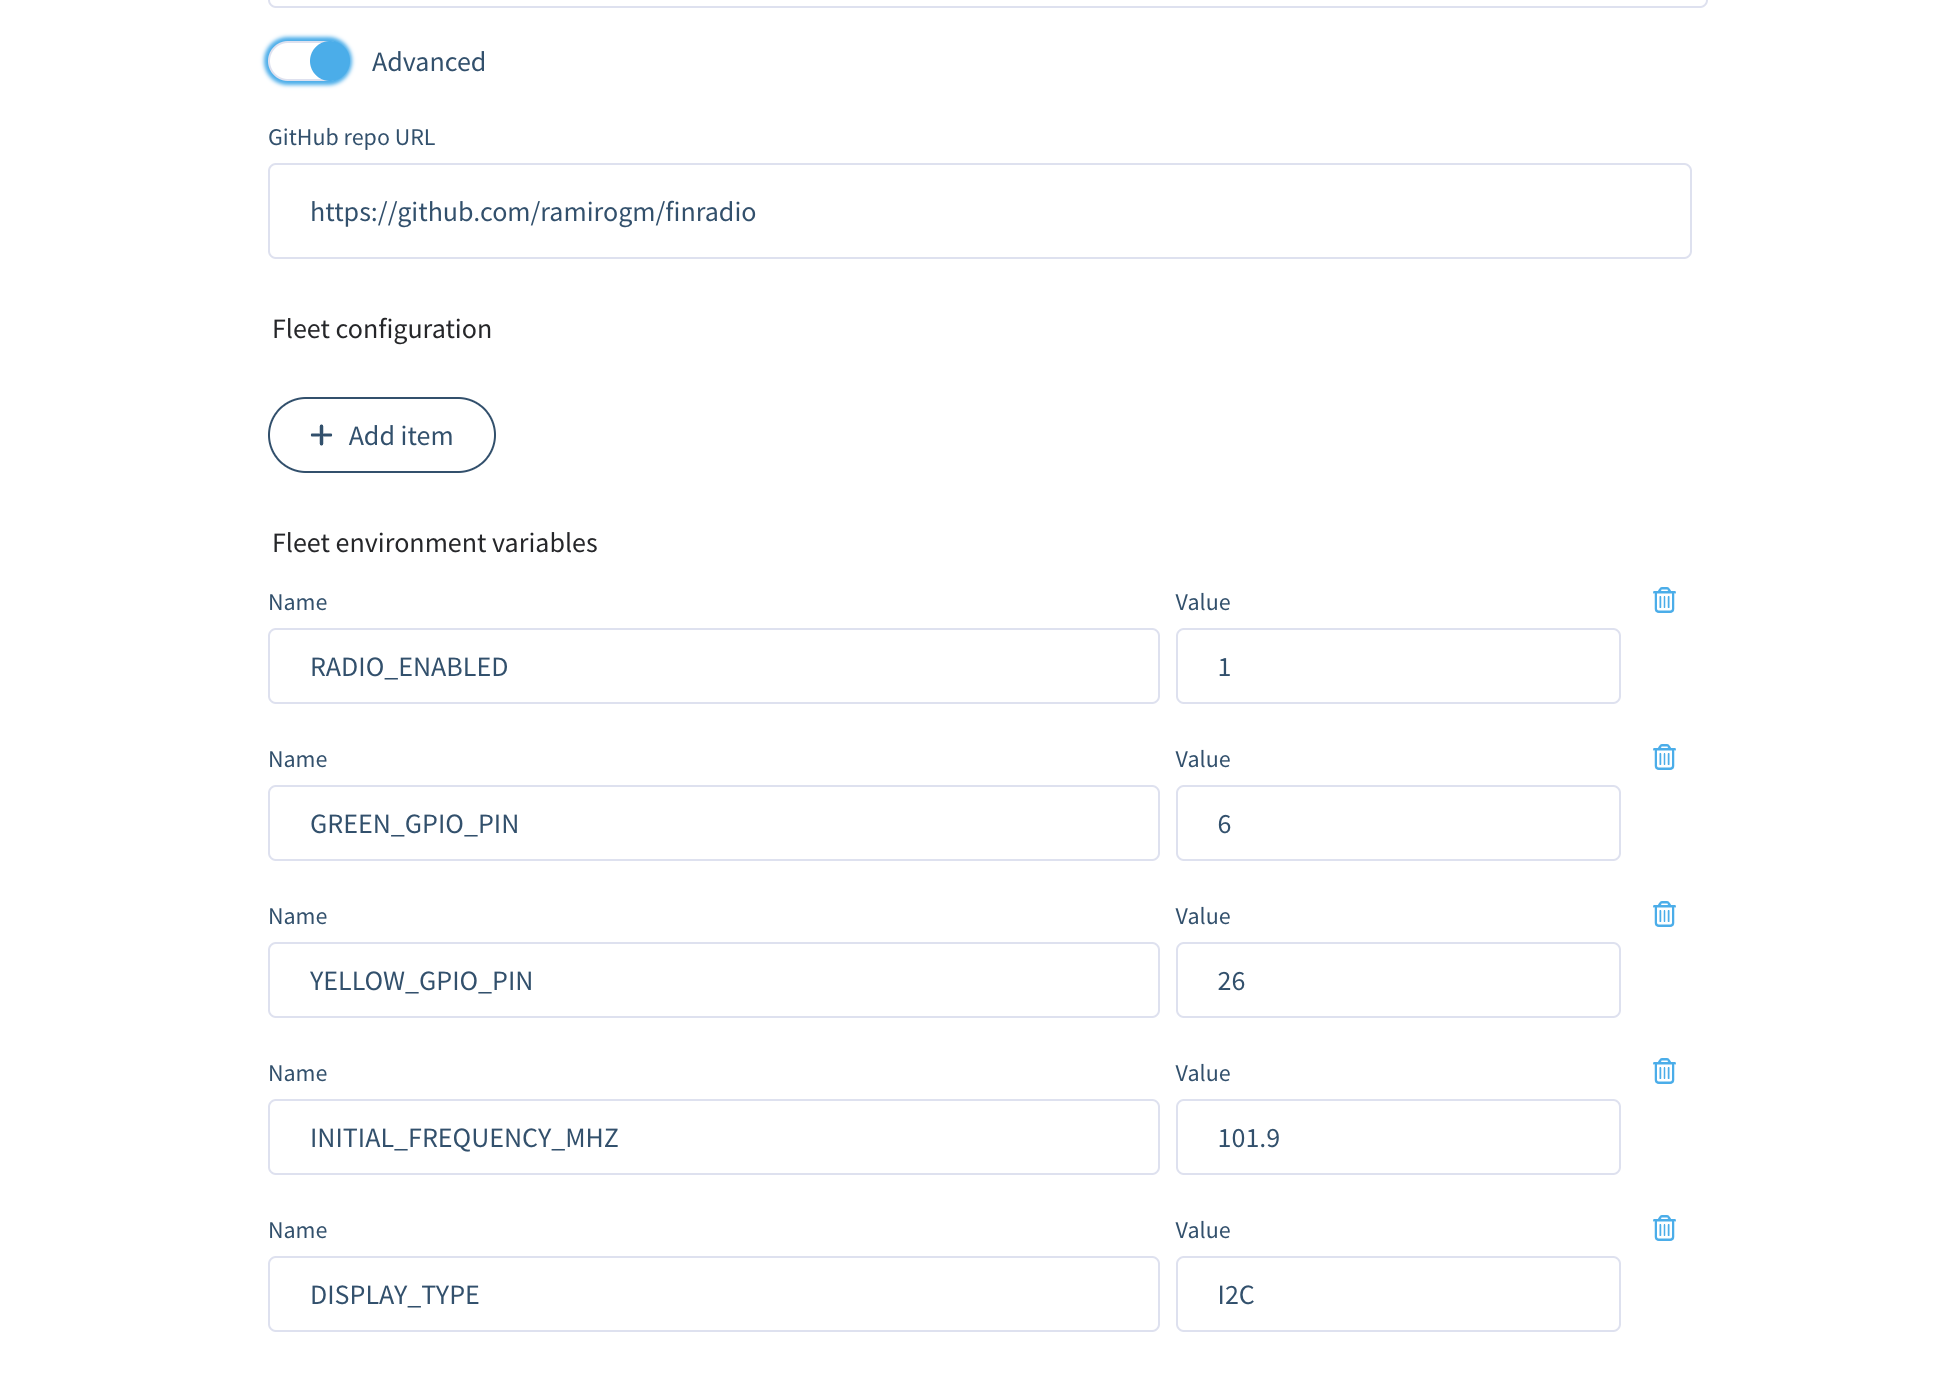 Advanced
GitHub repo URL
https://github.com/ramirogm/finradio
Fleet configuration
Add item
Fleet environment variables
Name Value
RADIO_ENABLED 1
Name Value
GREEN_GPIO_PIN 6
Name Value
YELLOW_GPIO_PIN 26
Name Value
INITIAL_FREQUENCY_MHZ 101.9
Name Value
DISPLAY_TYPE I2C